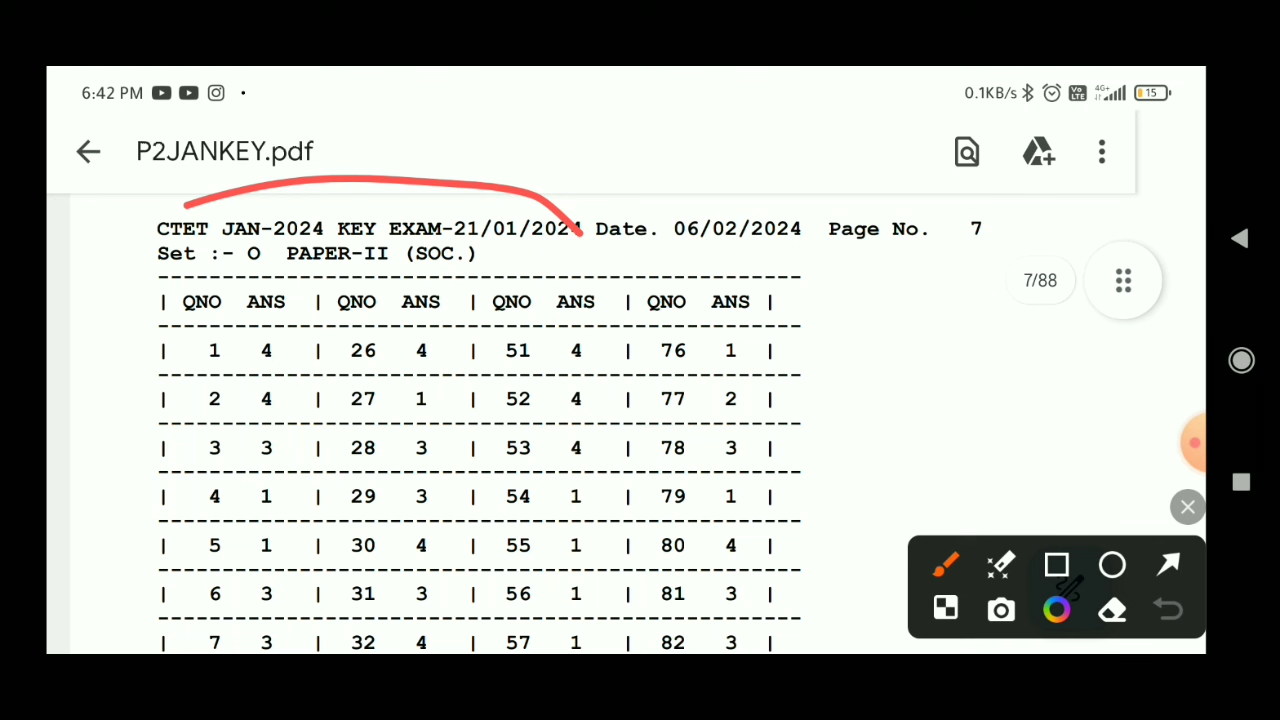 6:42 PM 0.1KB/s Vo LTE 4G+ 15
P2JANKEY.pdf
CTET JAN-2024 KEY EXAM-21/01/2024 Date. 06/02/2024 Page No. 7
Set :- O PAPER-II (SOC.)
7/88
| QNO ANS | QNO ANS | QNO ANS | QNO ANS |
| 1 4 | 26 4 | 51 4 | 76 1 |
| 2 4 | 27 1 | 52 4 | 77 2 |
| 3 3 | 28 3 | 53 4 | 78 3 |
| 4 1 | 29 3 | 54 1 | 79 1 |
| 5 1 | 30 4 | 55 1 | 80 4 |
| 6 3 | 31 3 | 56 1 | 81 3 |
| 7 3 | 32 4 | 57 1 | 82 3 |